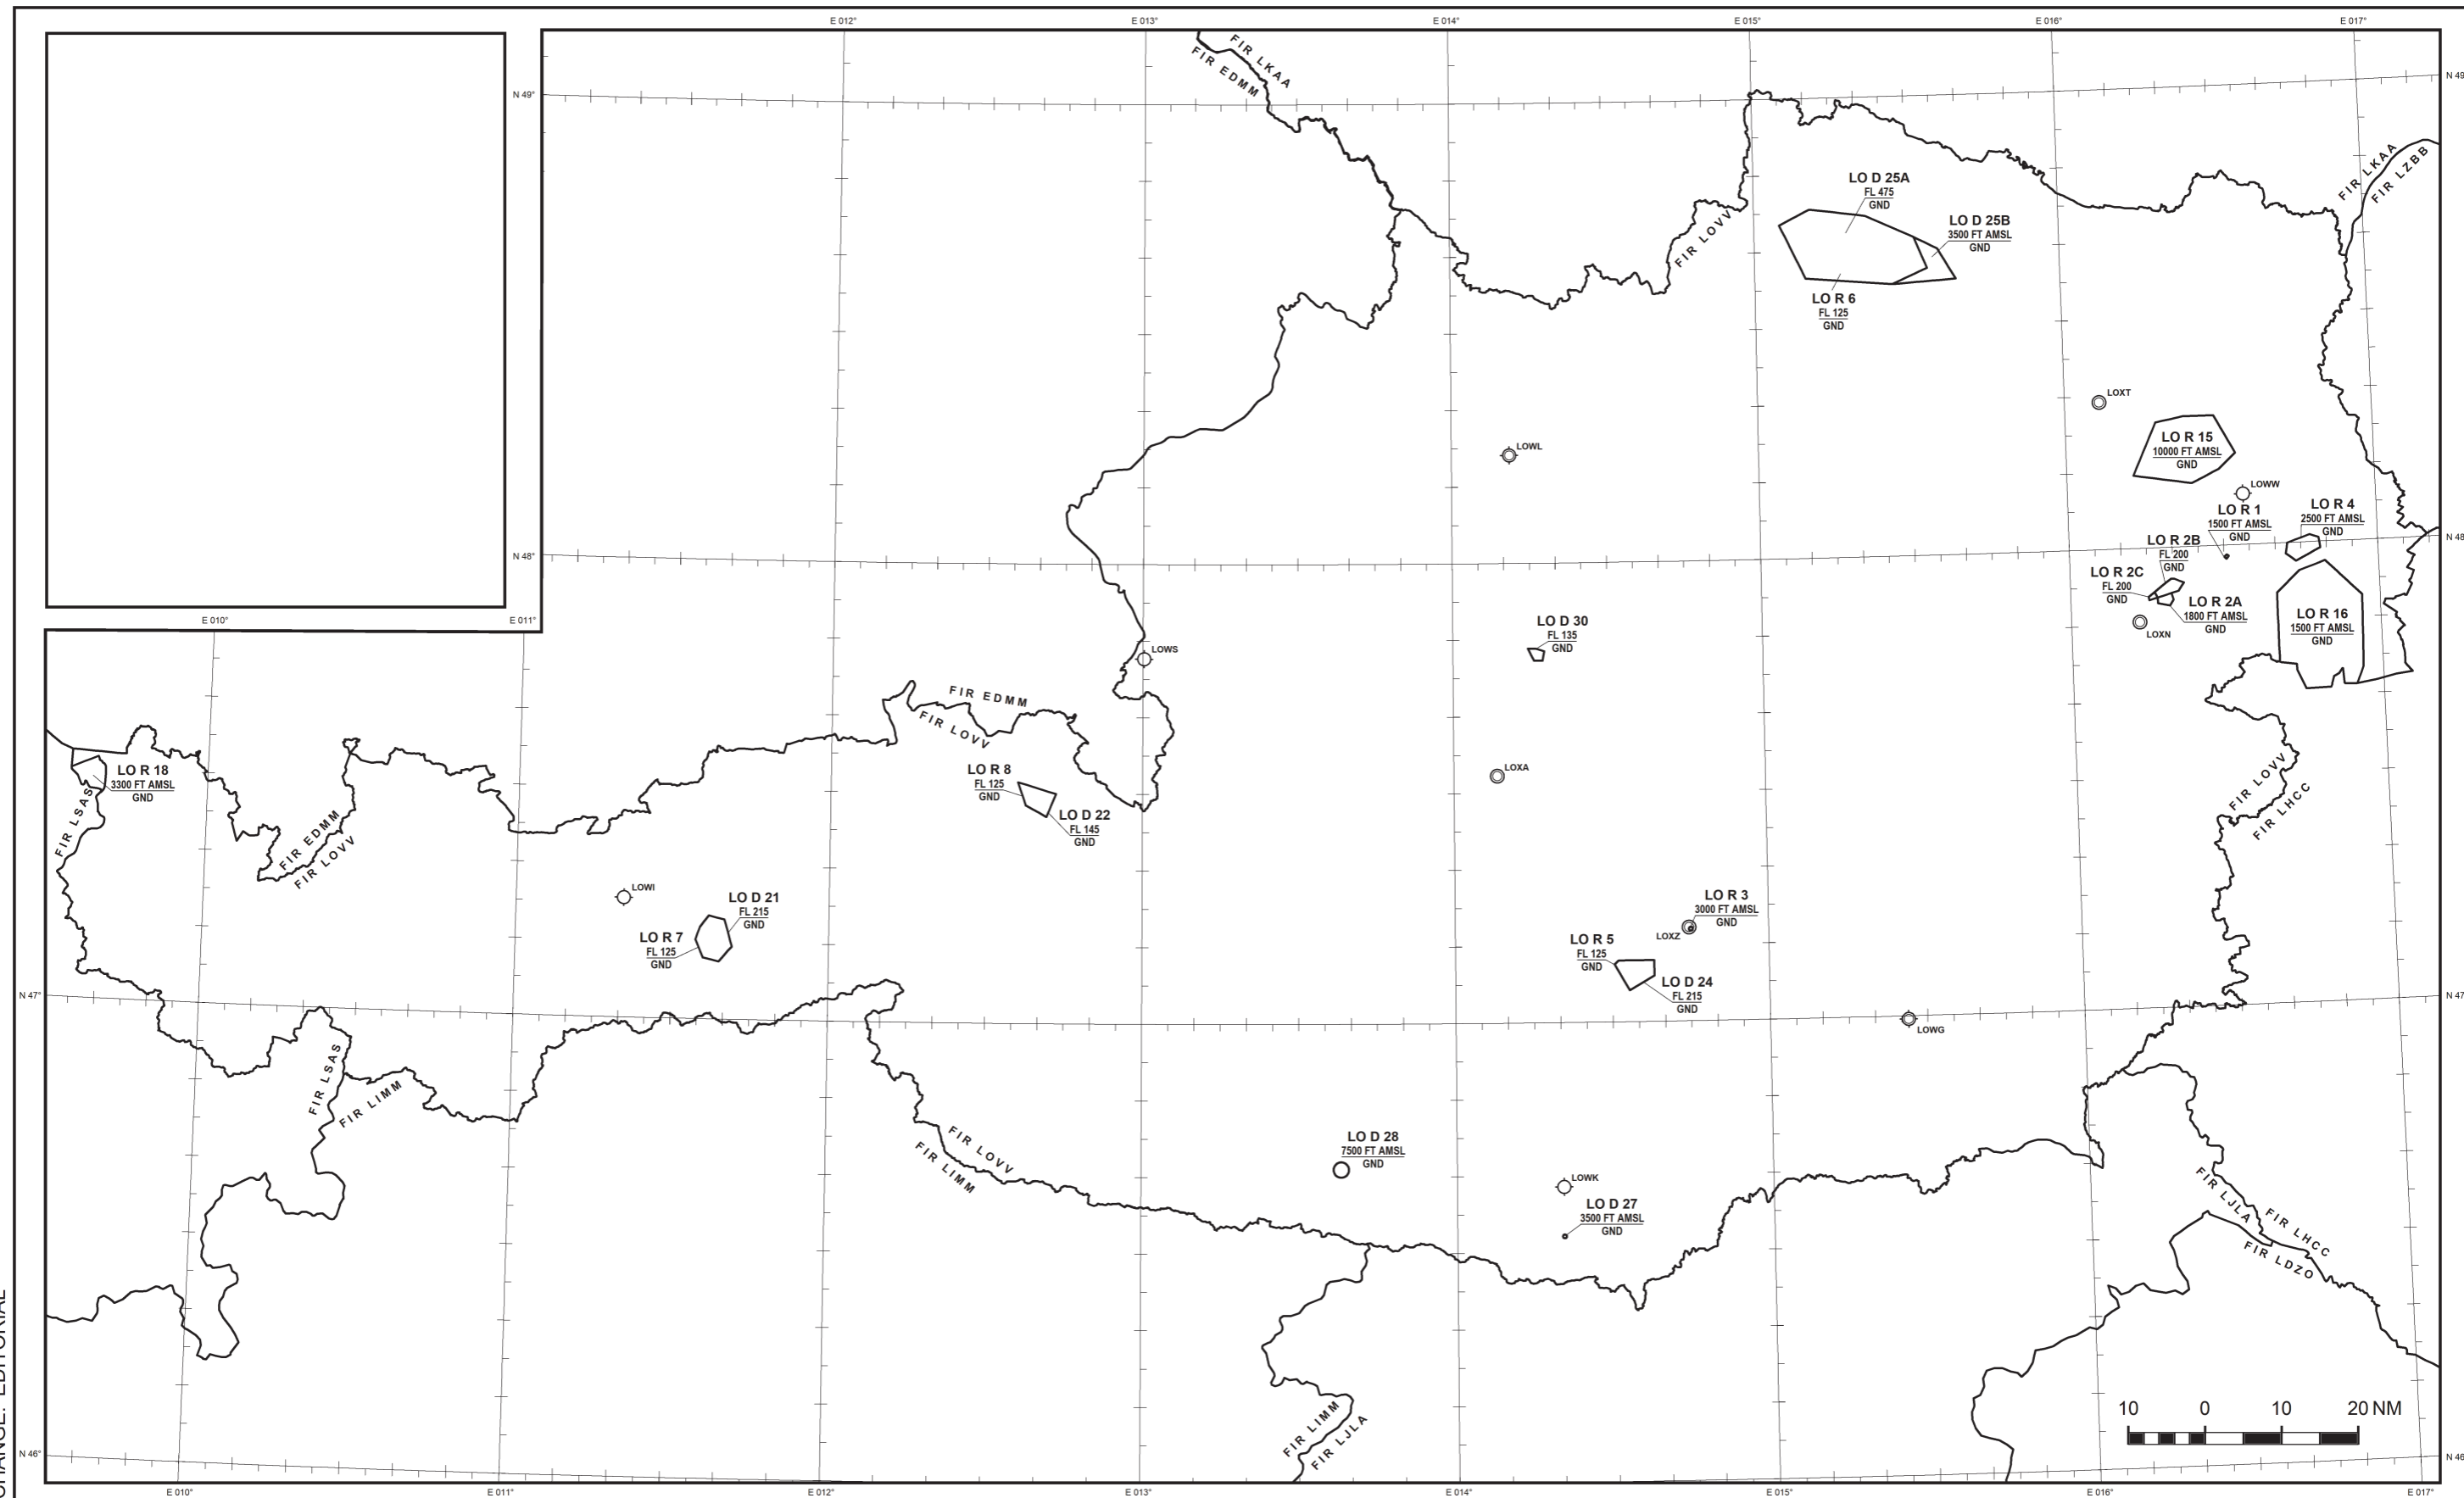 E 012°
E 013°
E 014°
E 015°
E 016°
E 017°
FIR LKAA
FIR EDMM
N 49°
N 49
FIR LKAA
FIR LZBB
LO D 25A
FL 475
GND
LO D 25B
3500 FT AMSL
GND
FIR LOVV
LO R 6
FL 125
GND
LOXT
LO R 15
10000 FT AMSL
GND
LOWL
LOWW
LO R 1
1500 FT AMSL
GND
LO R 4
2500 FT AMSL
GND
N 48°
N 48
LO R 2B
FL 200
GND
LO R 2C
FL 200
GND
LO R 2A
1800 FT AMSL
GND
LO R 16
1500 FT AMSL
GND
LOXN
E 010°
E 011°
LO D 30
FL 135
GND
LOWS
FIR EDMM
FIR LOVV
LO R 18
3300 FT AMSL
GND
FIR LSAS
FIR EDMM
FIR LOVV
LO R 8
FL 125
GND
LO D 22
FL 145
GND
LOXA
FIR LOVV
FIR LHCC
LOWI
LO D 21
FL 215
GND
LO R 7
FL 125
GND
LO R 3
3000 FT AMSL
GND
LOXZ
LO R 5
FL 125
GND
LO D 24
FL 215
GND
N 47°
N 47
LOWG
FIR LSAS
FIR LIMM
FIR LOVV
FIR LIMM
LO D 28
7500 FT AMSL
GND
LOWK
LO D 27
3500 FT AMSL
GND
FIR LJLA
FIR LHCC
FIR LDZO
FIR LIMM
FIR LJLA
10 0 10 20 NM
N 46°
N 46
E 010°
E 011°
E 012°
E 013°
E 014°
E 015°
E 016°
E 017°
EDITORIAL